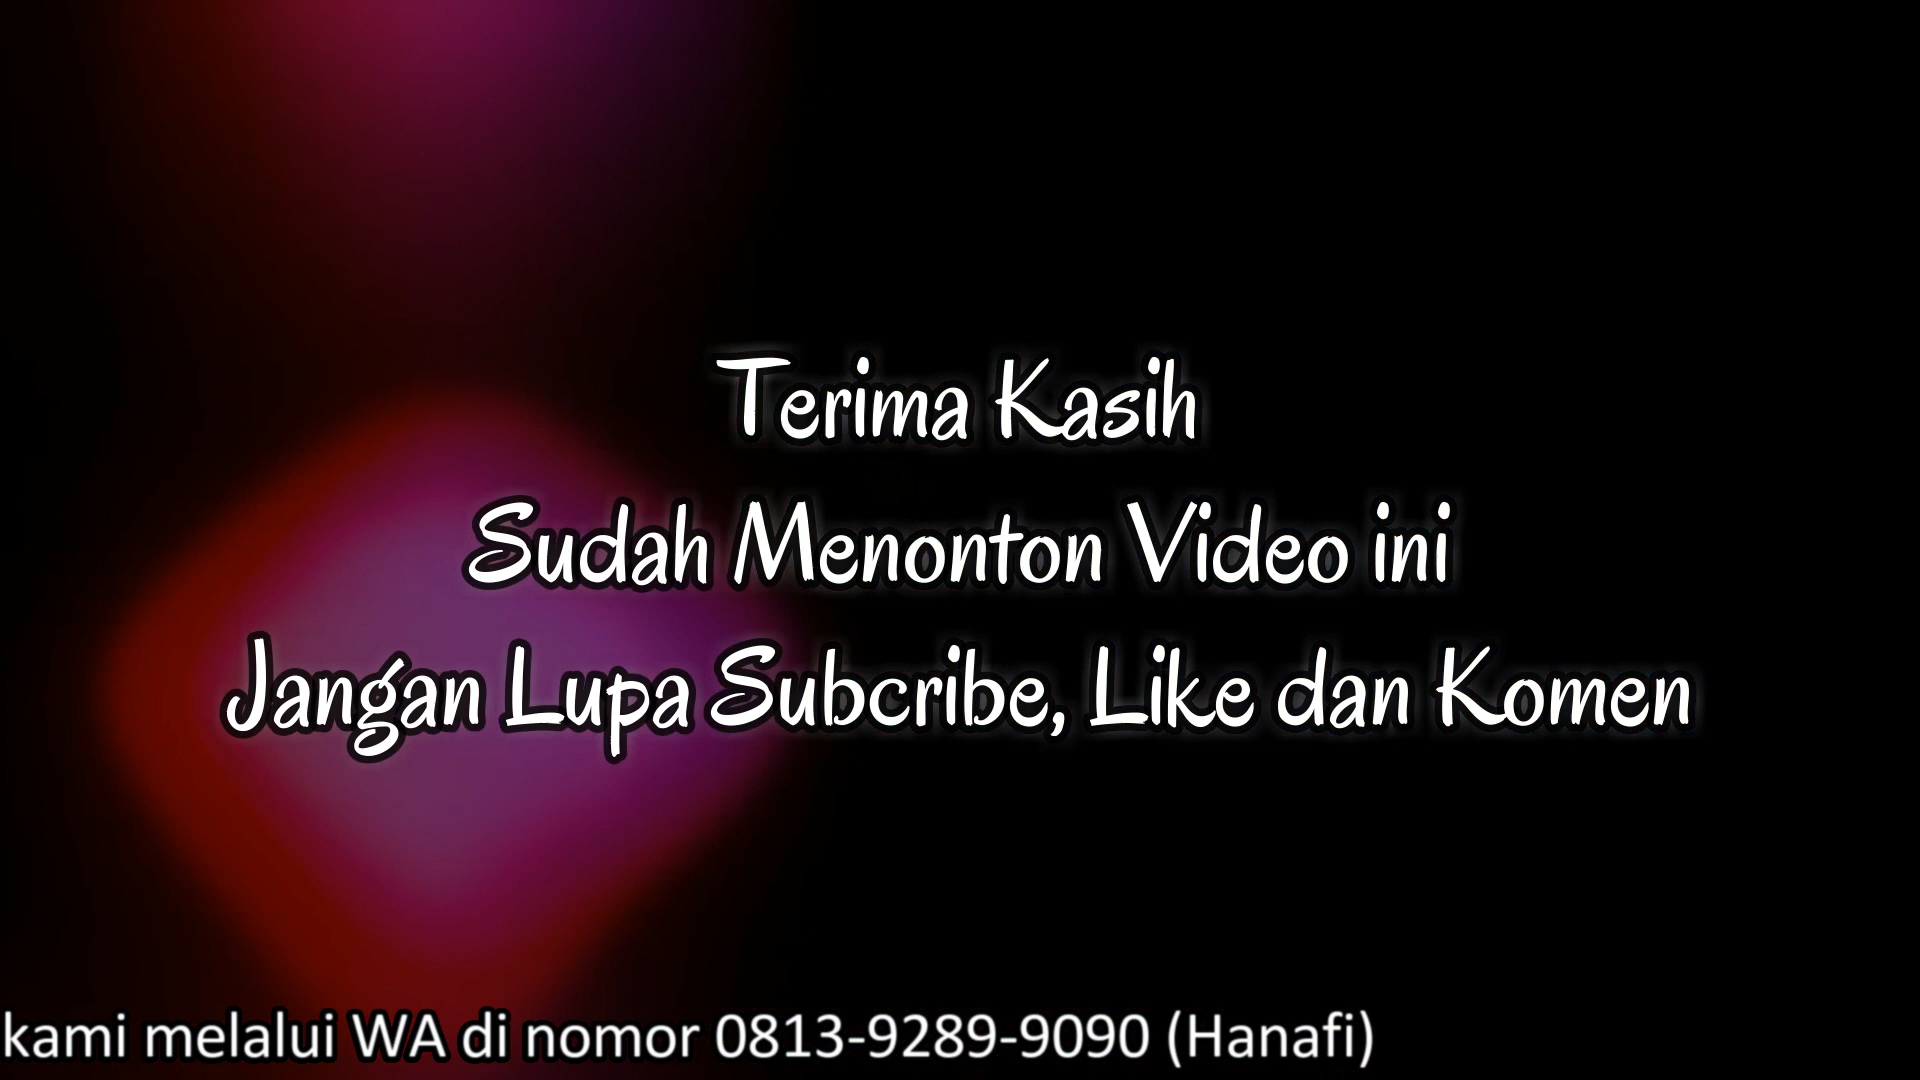 Terima Kasih
Sudah Menonton Video ini
Jangan Lupa Subcribe, Like dan Komen
kami melalui WA di nomor 0813-9289-9090 (Hanafi)